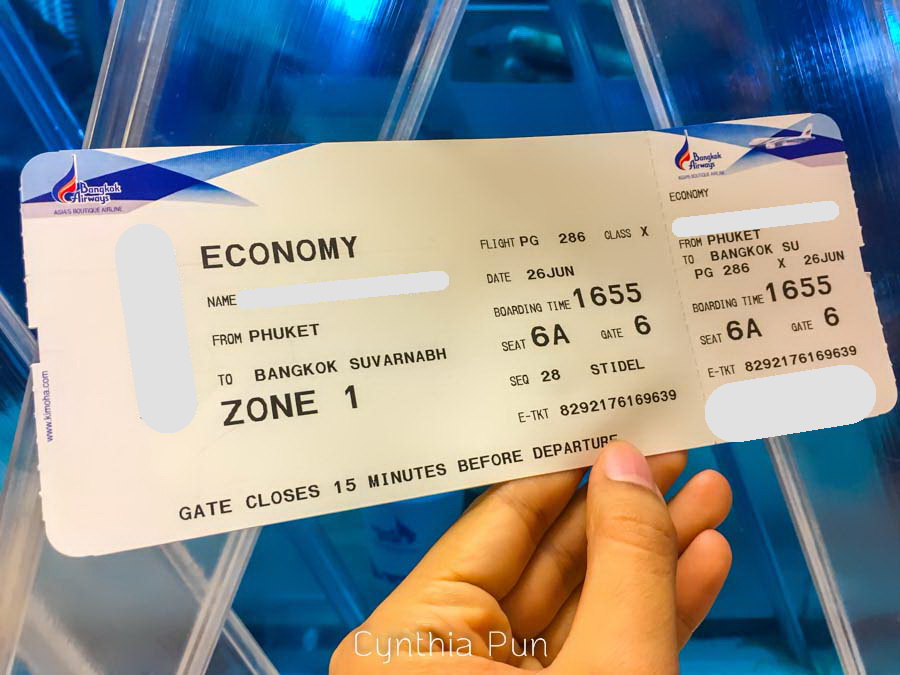 Bangkok
Airways
ASIA'S BOUTIQUE AIRLINE
www.kimoha.com
ECONOMY
NAME
FROM PHUKET
TO BANGKOK SUVARNABH
ZONE 1
FLIGHT PG 286 CLASS X
DATE 26JUN
BOARDING TIME 1655
SEAT 6A GATE 6
SEQ 28 STIDEL
E-TKT 8292176169639
GATE CLOSES 15 MINUTES BEFORE DEPARTURE
Bangkok
Airways
ASIA'S BOUTIQUE AIRLINE
ECONOMY
FROM PHUKET
TO BANGKOK SU
PG 286 X 26JUN
BOARDING TIME 1655
SEAT 6A GATE 6
E-TKT 8292176169639
Cynthia Pun